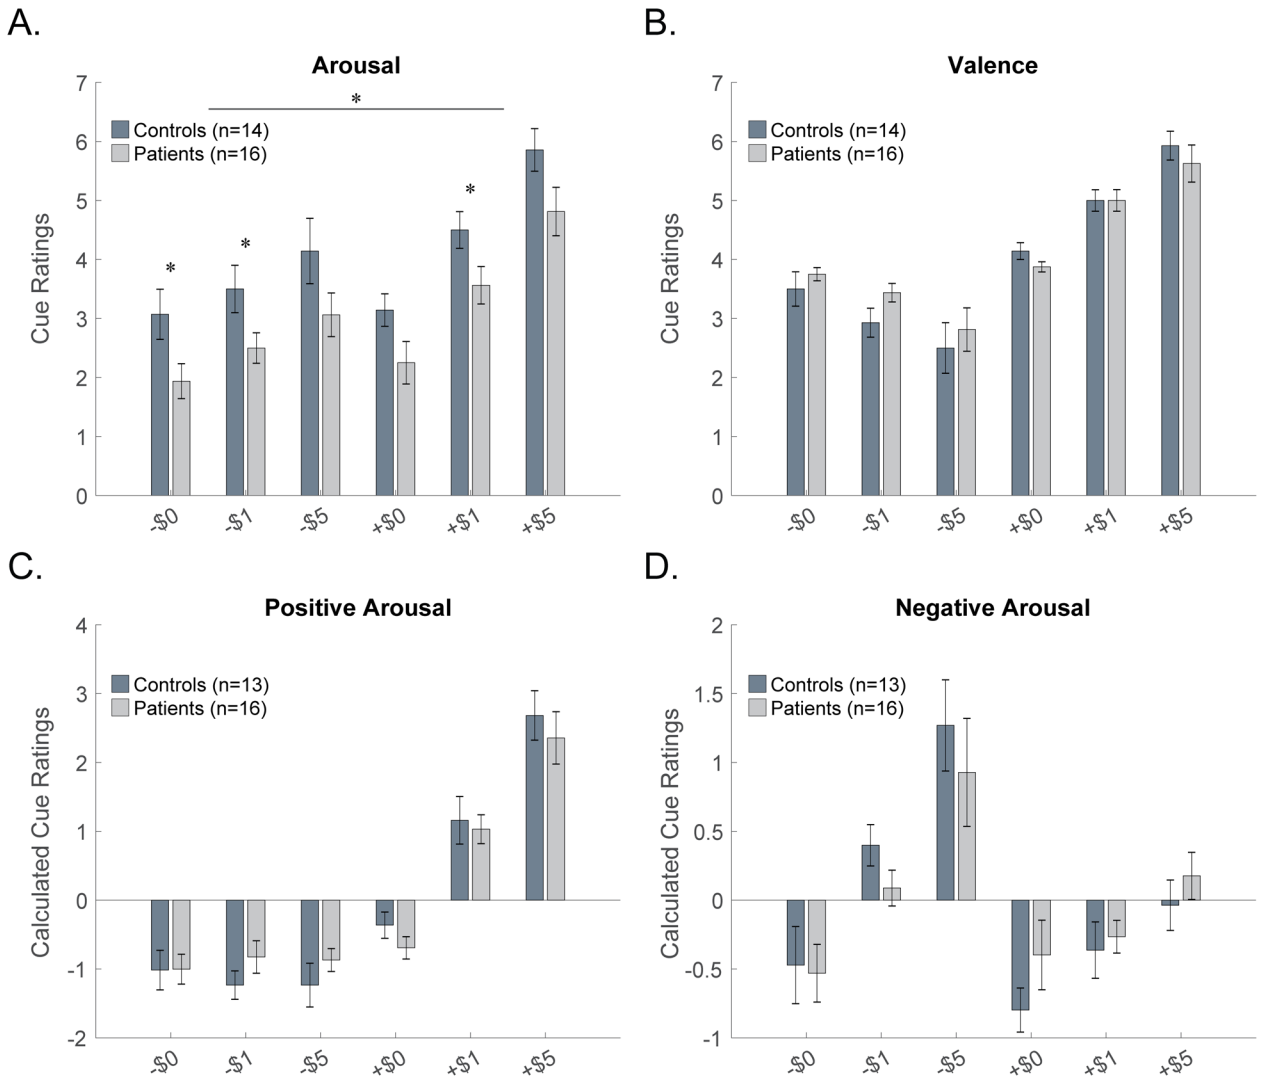 A.
Arousal
7
6
5
4
3
2
1
0
Cue Ratings
*
Controls (n=14)
Patients (n=16)
*
*
*
-$0
-$1
-$5
+$0
+$1
+$5
B.
Valence
7
6
5
4
3
2
1
0
Cue Ratings
Controls (n=14)
Patients (n=16)
-$0
-$1
-$5
+$0
+$1
+$5
C.
Positive Arousal
4
3
2
1
0
-1
-2
Calculated Cue Ratings
Controls (n=13)
Patients (n=16)
-$0
-$1
-$5
+$0
+$1
+$5
D.
Negative Arousal
2
1.5
1
0.5
0
-0.5
-1
Calculated Cue Ratings
Controls (n=13)
Patients (n=16)
-$0
-$1
-$5
+$0
+$1
+$5